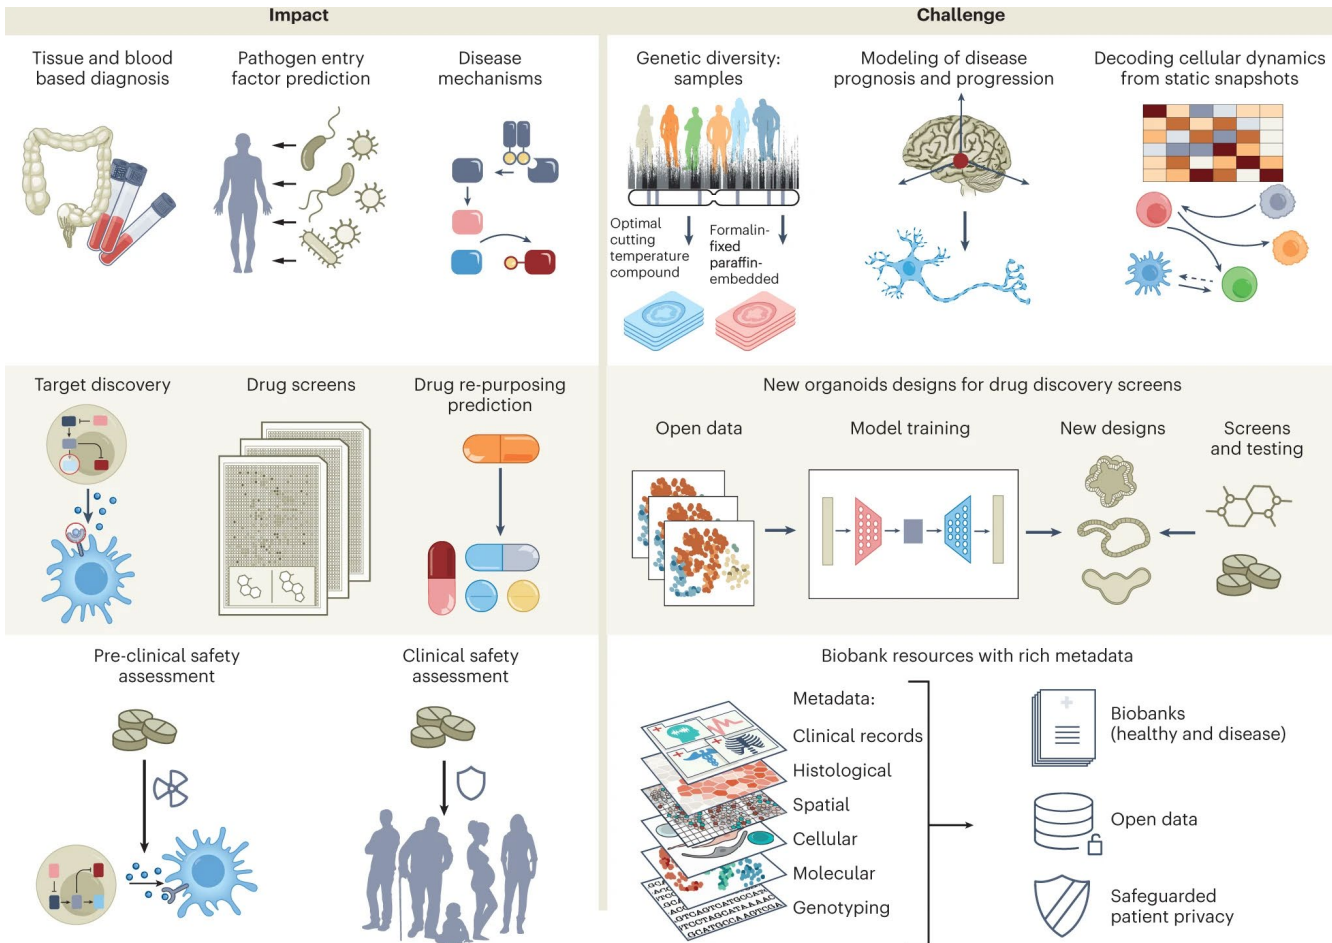 Impact
Challenge
Tissue and blood
based diagnosis
Pathogen entry
factor prediction
Disease
mechanisms
Genetic diversity:
samples
Modeling of disease
prognosis and progression
Decoding cellular dynamics
from static snapshots
Optimal
cutting
temperature
compound
Formalin-
fixed
paraffin-
embedded
Target discovery
Drug screens
Drug re-purposing
prediction
New organoids designs for drug discovery screens
Open data
Model training
New designs
Screens
and testing
Pre-clinical safety
assessment
Clinical safety
assessment
Biobank resources with rich metadata
Metadata:
Clinical records
Histological
Spatial
Cellular
Molecular
Genotyping
Biobanks
(healthy and disease)
Open data
Safeguarded
patient privacy